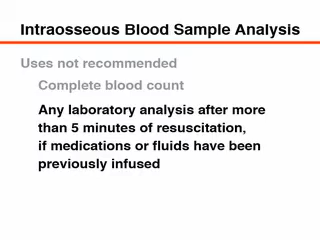 Intraosseous Blood Sample Analysis
Uses not recommended
Complete blood count
Any laboratory analysis after more
than 5 minutes of resuscitation,
if medications or fluids have been
previously infused